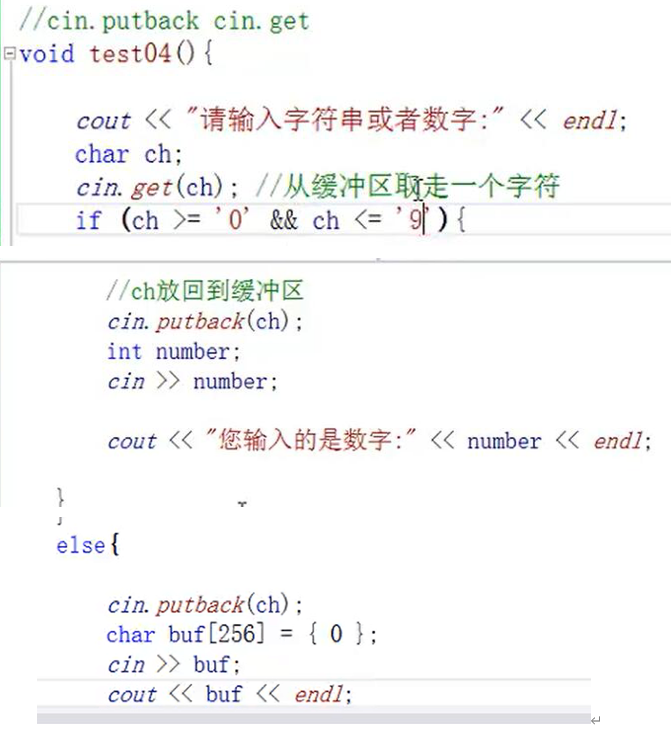 //cin.putback cin.get
void test04(){
cout << "请输入字符串或者数字:" << endl;
char ch;
cin.get(ch); //从缓冲区取走一个字符
if (ch >= '0' && ch <= '9'){
//ch放回到缓冲区
cin.putback(ch);
int number;
cin >> number;
cout << "您输入的是数字:" << number << endl;
}
else{
cin.putback(ch);
char buf[256] = { 0 };
cin >> buf;
cout << buf << endl;